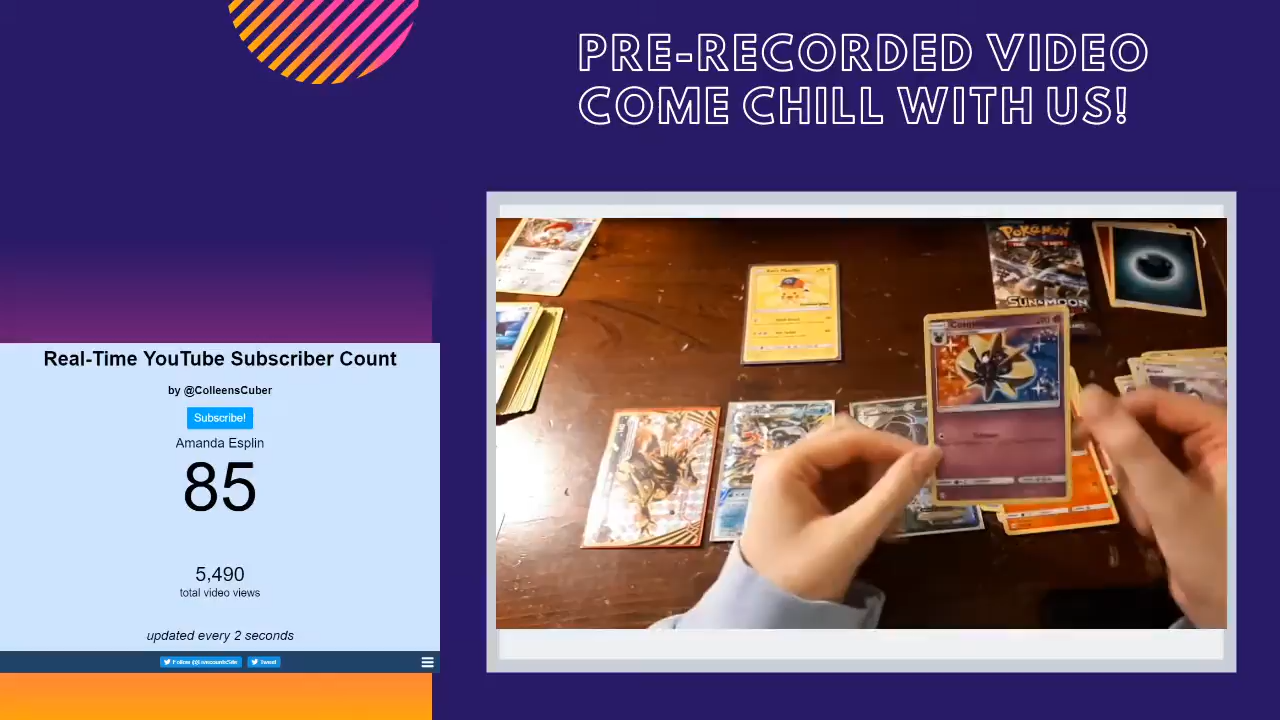 PRE-RECORDED VIDEO
COME CHILL WITH US!
Real-Time YouTube Subscriber Count
by @ColleensCuber
Subscribe!
Amanda Esplin
85
5,490
total video views
updated every 2 seconds
Tweet
POKéMON
SUN & MOON